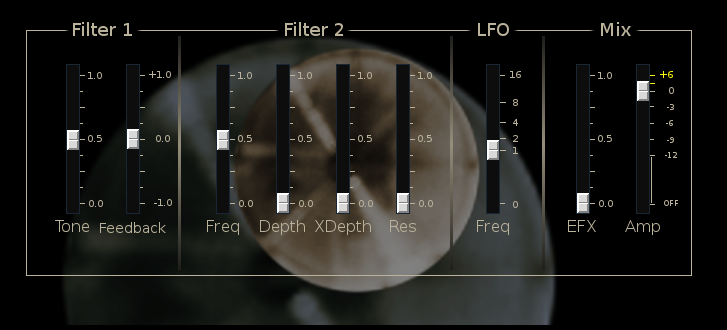 Filter 1 Filter 2 LFO Mix
1.0 +1.0 1.0 1.0 1.0 1.0 16 1.0 +6
0
8 -3
4 -6
0.5 0.0 0.5 0.5 0.5 0.5 2 0.5 -9
1 -12
0.0 -1.0 0.0 0.0 0.0 0.0 0 0.0 OFF
Tone Feedback Freq Depth XDepth Res Freq EFX Amp